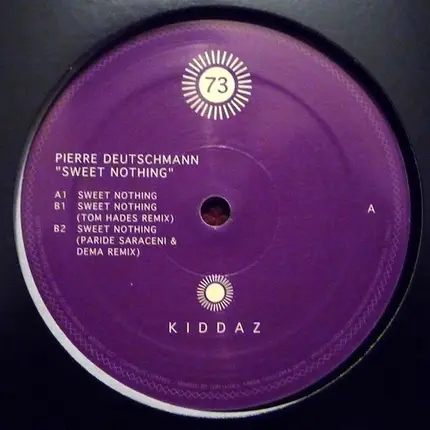 73
PIERRE DEUTSCHMANN
"SWEET NOTHING"
A1 SWEET NOTHING
B1 SWEET NOTHING
(TOM HADES REMIX)
B2 SWEET NOTHING
(PARIDE SARACENI &
DEMA REMIX)
A
KIDDAZ